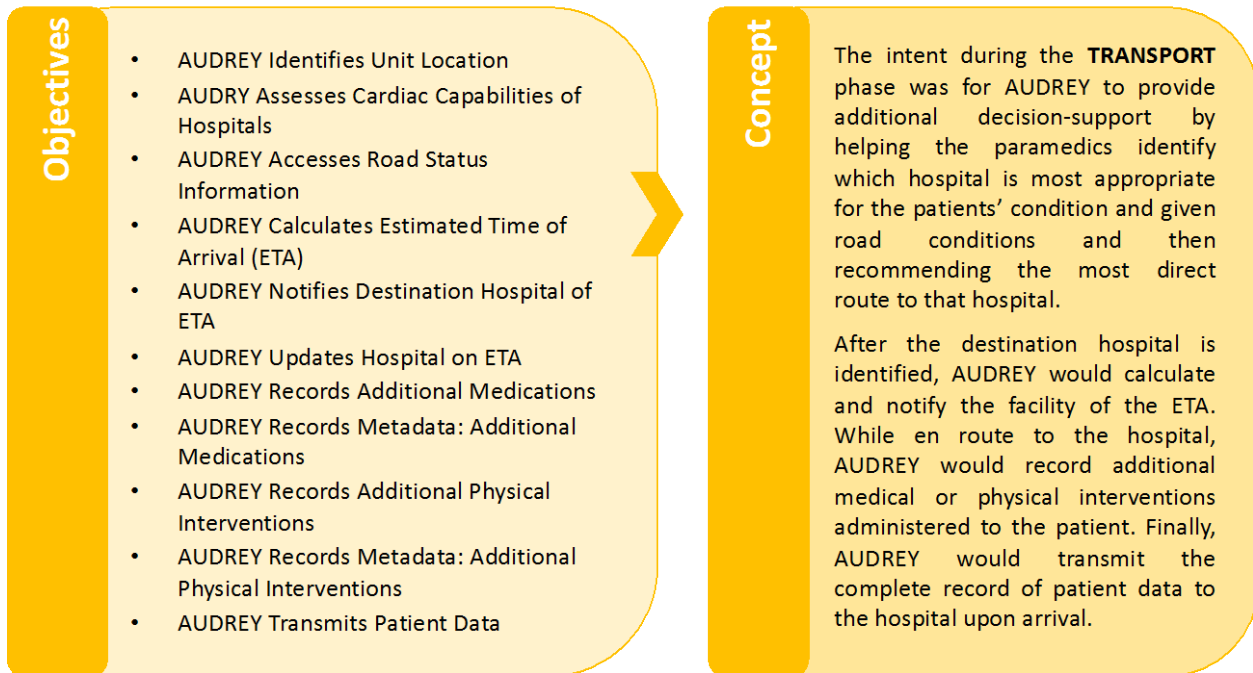 Objectives
• AUDREY Identifies Unit Location
• AUDRY Assesses Cardiac Capabilities of
Hospitals
• AUDREY Accesses Road Status
Information
• AUDREY Calculates Estimated Time of
Arrival (ETA)
• AUDREY Notifies Destination Hospital of
ETA
• AUDREY Updates Hospital on ETA
• AUDREY Records Additional Medications
• AUDREY Records Metadata: Additional
Medications
• AUDREY Records Additional Physical
Interventions
• AUDREY Records Metadata: Additional
Physical Interventions
• AUDREY Transmits Patient Data
Concept
The intent during the TRANSPORT
phase was for AUDREY to provide
additional decision-support by
helping the paramedics identify
which hospital is most appropriate
for the patients’ condition and given
road conditions and then
recommending the most direct
route to that hospital.
After the destination hospital is
identified, AUDREY would calculate
and notify the facility of the ETA.
While en route to the hospital,
AUDREY would record additional
medical or physical interventions
administered to the patient. Finally,
AUDREY would transmit the
complete record of patient data to
the hospital upon arrival.